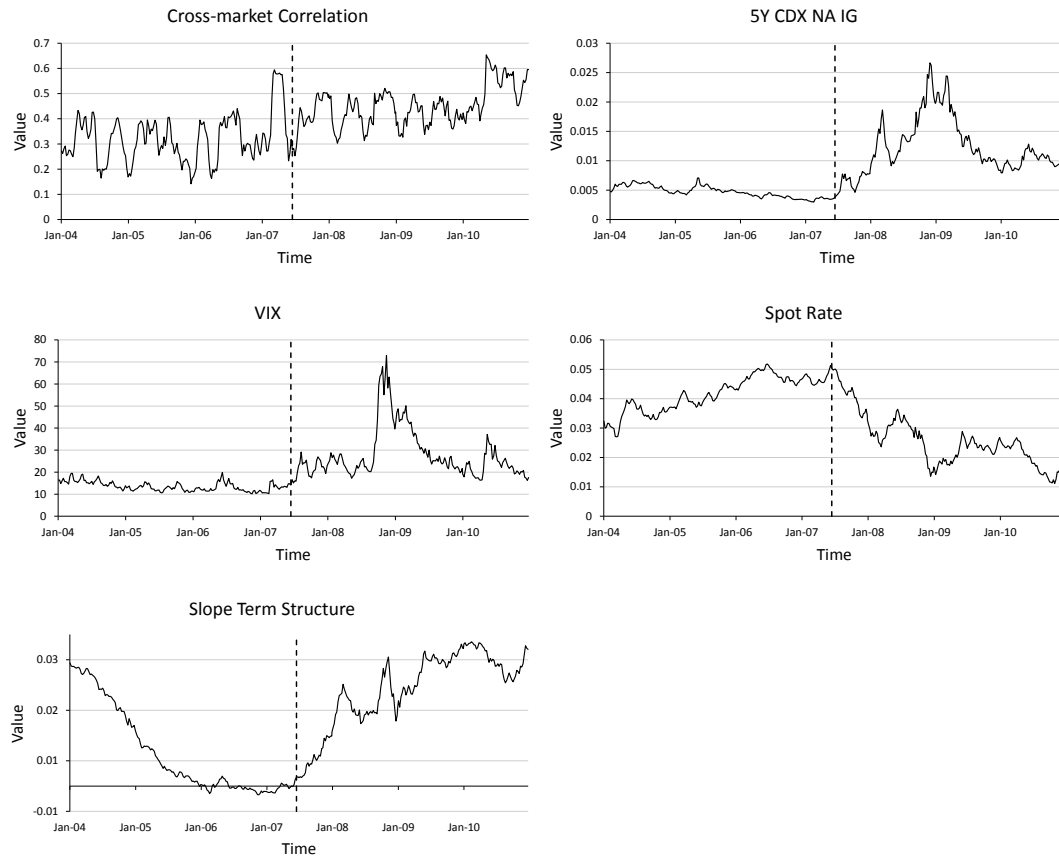 Cross-market Correlation
0.7
0.6
0.5
0.4
0.3
0.2
0.1
0
Value
Jan-04 Jan-05 Jan-06 Jan-07 Jan-08 Jan-09 Jan-10
Time
5Y CDX NA IG
0.03
0.025
0.02
0.015
0.01
0.005
0
Value
Jan-04 Jan-05 Jan-06 Jan-07 Jan-08 Jan-09 Jan-10
Time
VIX
80
70
60
50
40
30
20
10
0
Value
Jan-04 Jan-05 Jan-06 Jan-07 Jan-08 Jan-09 Jan-10
Time
Spot Rate
0.06
0.05
0.04
0.03
0.02
0.01
0
Value
Jan-04 Jan-05 Jan-06 Jan-07 Jan-08 Jan-09 Jan-10
Time
Slope Term Structure
0.03
0.02
0.01
-0.01
Value
Jan-04 Jan-05 Jan-06 Jan-07 Jan-08 Jan-09 Jan-10
Time